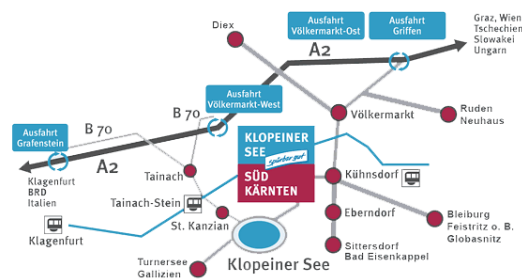 Diex
Ausfahrt
Völkermarkt-Ost
Ausfahrt
Griffen
Graz, Wien
Tschechien
Slowakei
Ungarn
A2
Ausfahrt
Völkermarkt-West
B 70
B 70
Völkermarkt
Ruden
Neuhaus
Ausfahrt
Grafenstein
A2
KLOPEINER
SEE
spürbar gut
SÜD
KÄRNTEN
Klagenfurt
BRD
Italien
Tainach
Kühnsdorf
Tainach-Stein
St. Kanzian
Eberndorf
Bleiburg
Feistritz o. B.
Globasnitz
Klagenfurt
Sittersdorf
Bad Eisenkappel
Turnersee
Gallizien
Klopeiner See